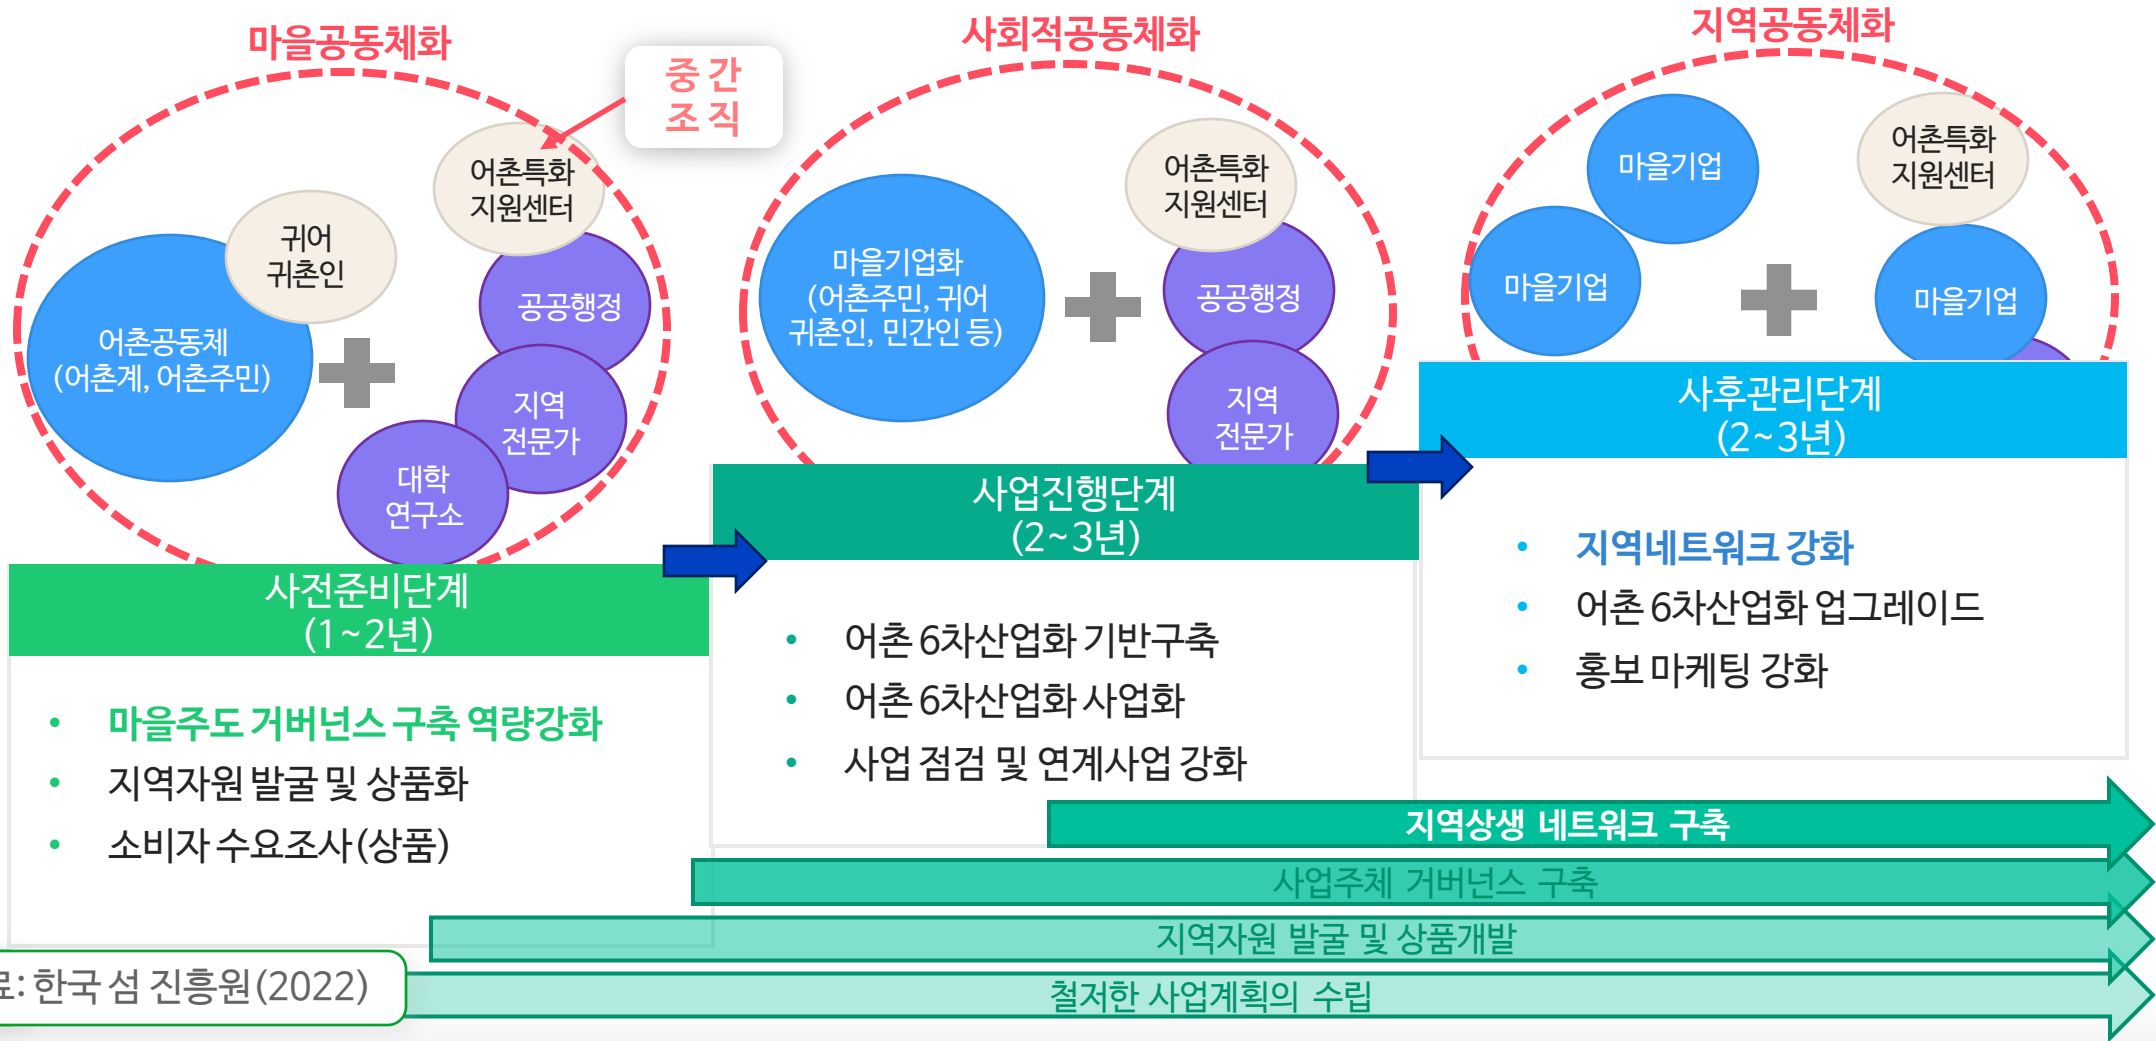 마을공동체화
중 간
조 직
어촌특화
지원센터
귀어
귀촌인
공공행정
어촌공동체
(어촌계, 어촌주민)
지역
전문가
대학
연구소
사전준비단계
(1~2년)
• 마을주도 거버넌스 구축 역량강화
• 지역자원 발굴 및 상품화
• 소비자 수요조사(상품)
사회적공동체화
어촌특화
지원센터
마을기업화
(어촌주민, 귀어
귀촌인, 민간인 등)
공공행정
지역
전문가
사업진행단계
(2~3년)
• 어촌 6차산업화 기반구축
• 어촌 6차산업화 사업화
• 사업 점검 및 연계사업 강화
지역공동체화
마을기업
어촌특화
지원센터
마을기업
마을기업
사후관리단계
(2~3년)
• 지역네트워크 강화
• 어촌 6차산업화 업그레이드
• 홍보 마케팅 강화
지역상생 네트워크 구축
사업주체 거버넌스 구축
지역자원 발굴 및 상품개발
철저한 사업계획의 수립
: 한국 섬 진흥원(2022)